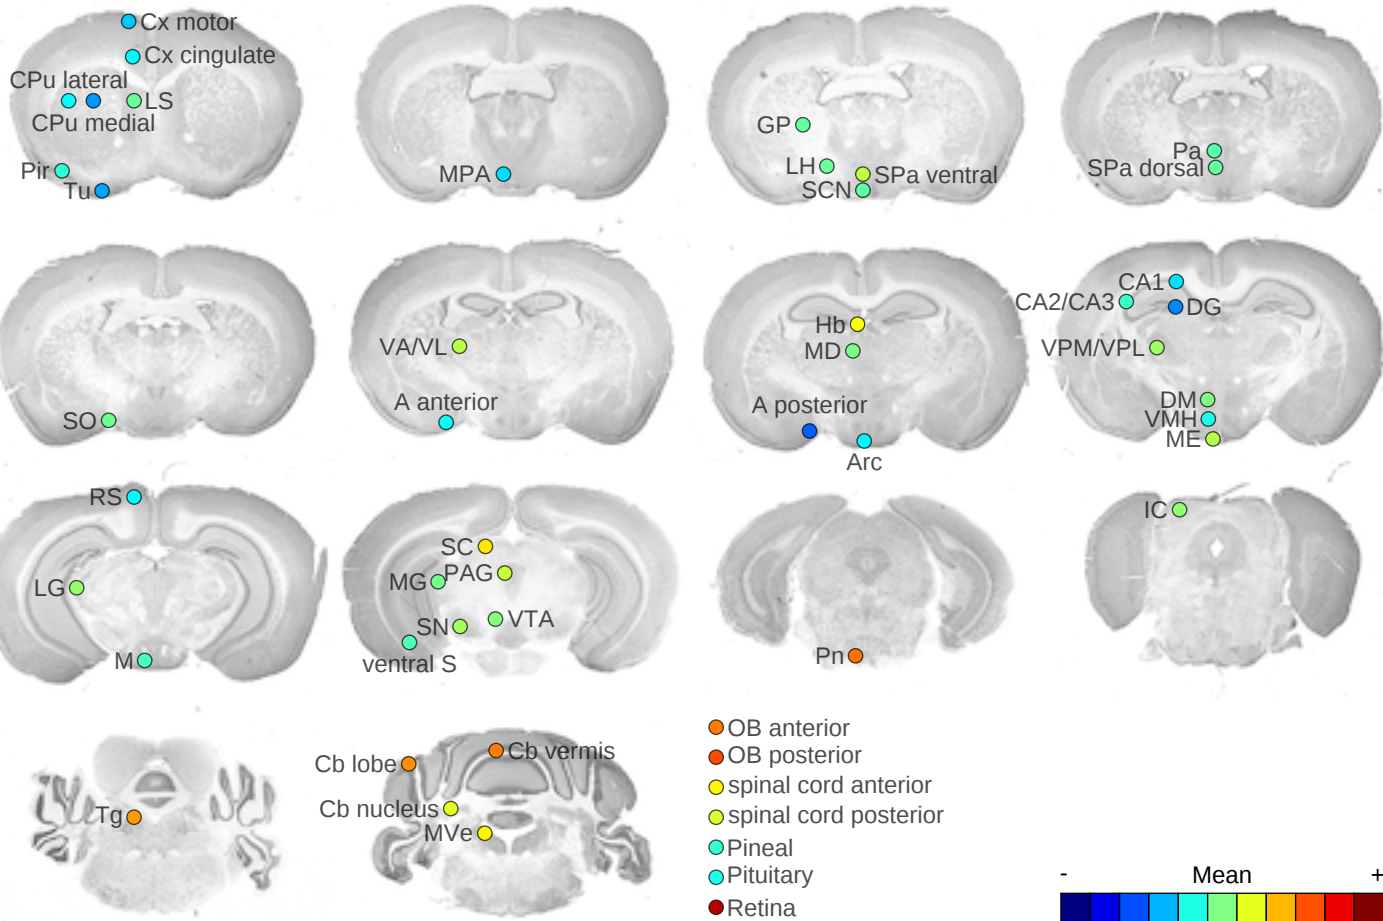 Cx motor
Cx cingulate
CPu lateral
LS
CPu medial
Pir
Tu
MPA
GP
LH
SPa ventral
SCN
Pa
SPa dorsal
SO
VA/VL
A anterior
Hb
MD
A posterior
Arc
CA1
CA2/CA3
DG
VPM/VPL
DM
VMH
ME
RS
LG
M
SC
PAG
MG
VTA
SN
ventral S
Pn
IC
Tg
Cb lobe
Cb vermis
Cb nucleus
MVe
OB anterior
OB posterior
spinal cord anterior
spinal cord posterior
Pineal
Pituitary
Retina
- Mean +